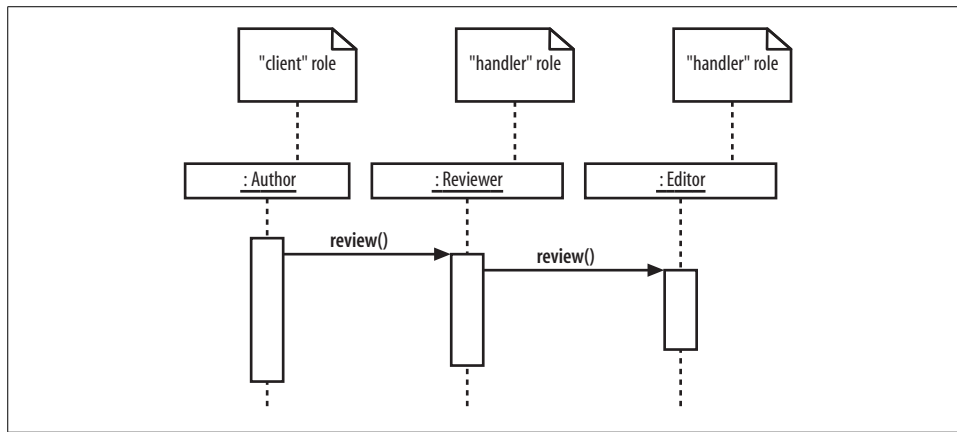 "client" role
"handler" role
"handler" role
: Author
: Reviewer
: Editor
review()
review()